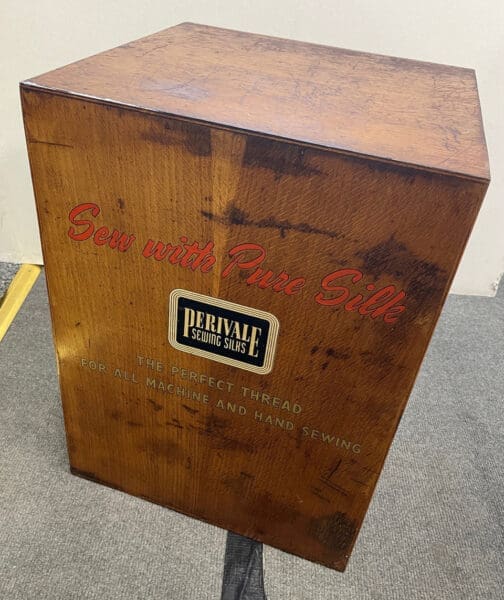 Sew with Pure Silk
PERIVALE
SEWING SILKS
THE PERFECT THREAD
FOR ALL MACHINE AND HAND SEWING